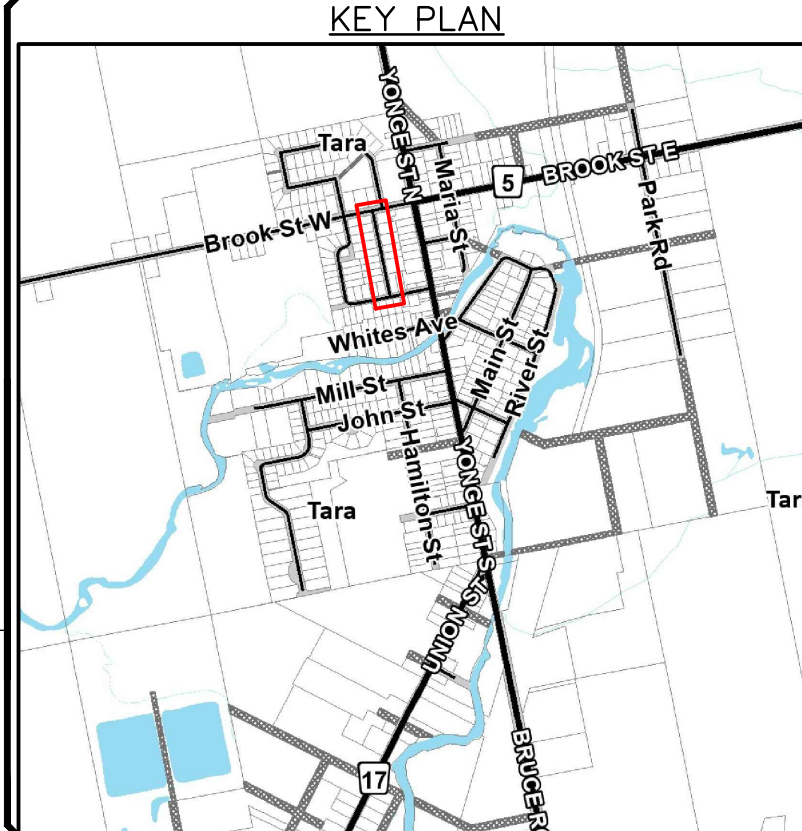 KEY PLAN
YONGE ST N
Tara
Maria St
5
BROOK ST E
Park Rd
Brook St W
Whites Ave
Main St
River St
Mill St
John St
Hamilton St
YONGE ST S
Tara
Tar
UNION ST
17
BRUCE R